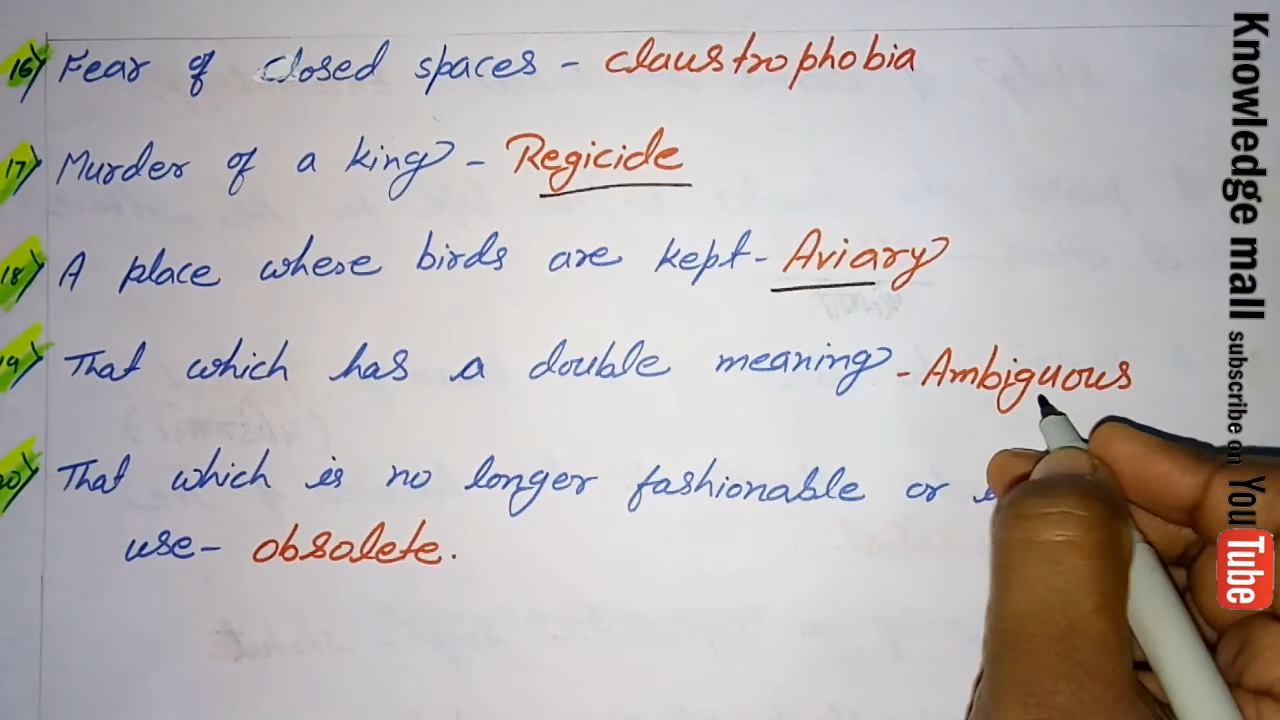 16) Fear of closed spaces - claustrophobia
17) Murder of a king - Regicide
18) A place where birds are kept - Aviary
19) That which has a double meaning - Ambiguous
20) That which is no longer fashionable or
use - obsolete.
Knowledge mall subscribe on YouTube